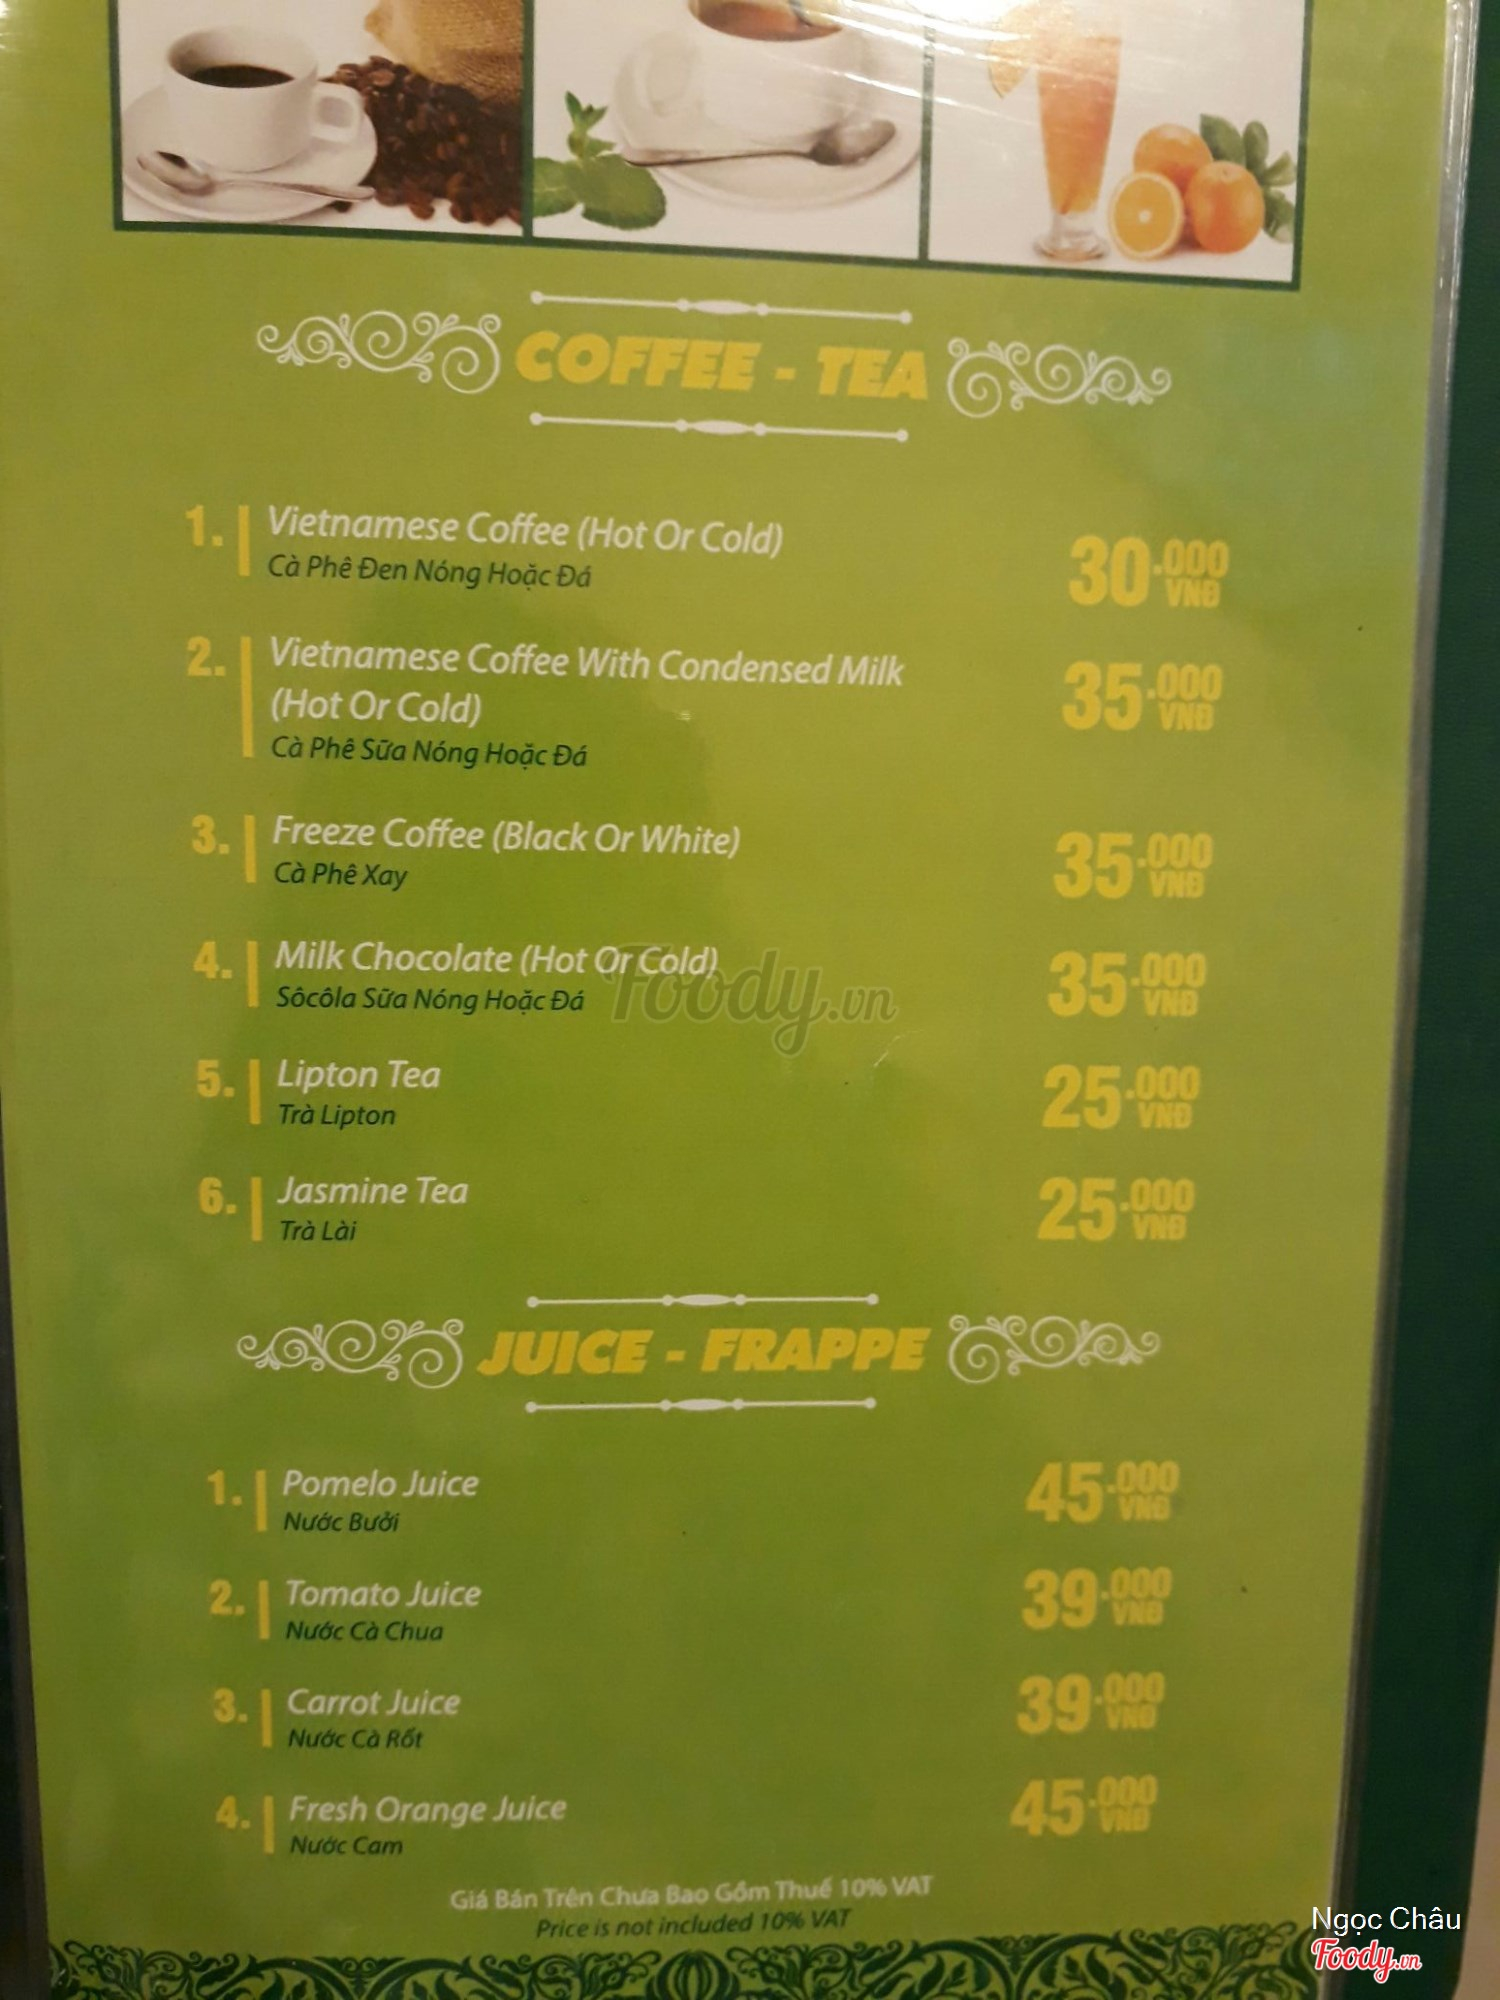 COFFEE - TEA
1. Vietnamese Coffee (Hot Or Cold)
Cà Phê Đen Nóng Hoặc Đá
30.000 VNĐ
2. Vietnamese Coffee With Condensed Milk
(Hot Or Cold)
Cà Phê Sữa Nóng Hoặc Đá
35.000 VNĐ
3. Freeze Coffee (Black Or White)
Cà Phê Xay
35.000 VNĐ
4. Milk Chocolate (Hot Or Cold)
Sôcôla Sữa Nóng Hoặc Đá
35.000 VNĐ
Foody.vn
5. Lipton Tea
Trà Lipton
25.000 VNĐ
6. Jasmine Tea
Trà Lài
25.000 VNĐ
JUICE - FRAPPE
1. Pomelo Juice
Nước Bưởi
45.000 VNĐ
2. Tomato Juice
Nước Cà Chua
39.000 VNĐ
3. Carrot Juice
Nước Cà Rốt
39.000 VNĐ
4. Fresh Orange Juice
Nước Cam
45.000 VNĐ
Giá Bán Trên Chưa Bao Gồm Thuế 10% VAT
Price is not included 10% VAT
Ngọc Châu
Foody.vn